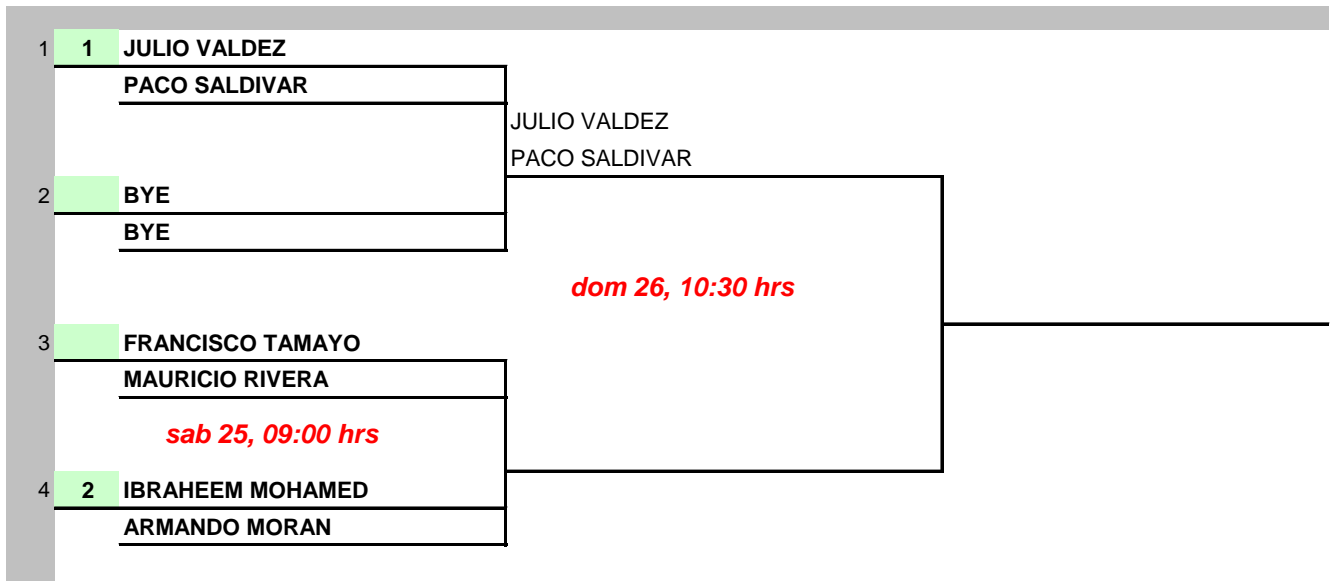 1 1 JULIO VALDEZ
PACO SALDIVAR
JULIO VALDEZ
PACO SALDIVAR
2 BYE
BYE
dom 26, 10:30 hrs
3 FRANCISCO TAMAYO
MAURICIO RIVERA
sab 25, 09:00 hrs
4 2 IBRAHEEM MOHAMED
ARMANDO MORAN